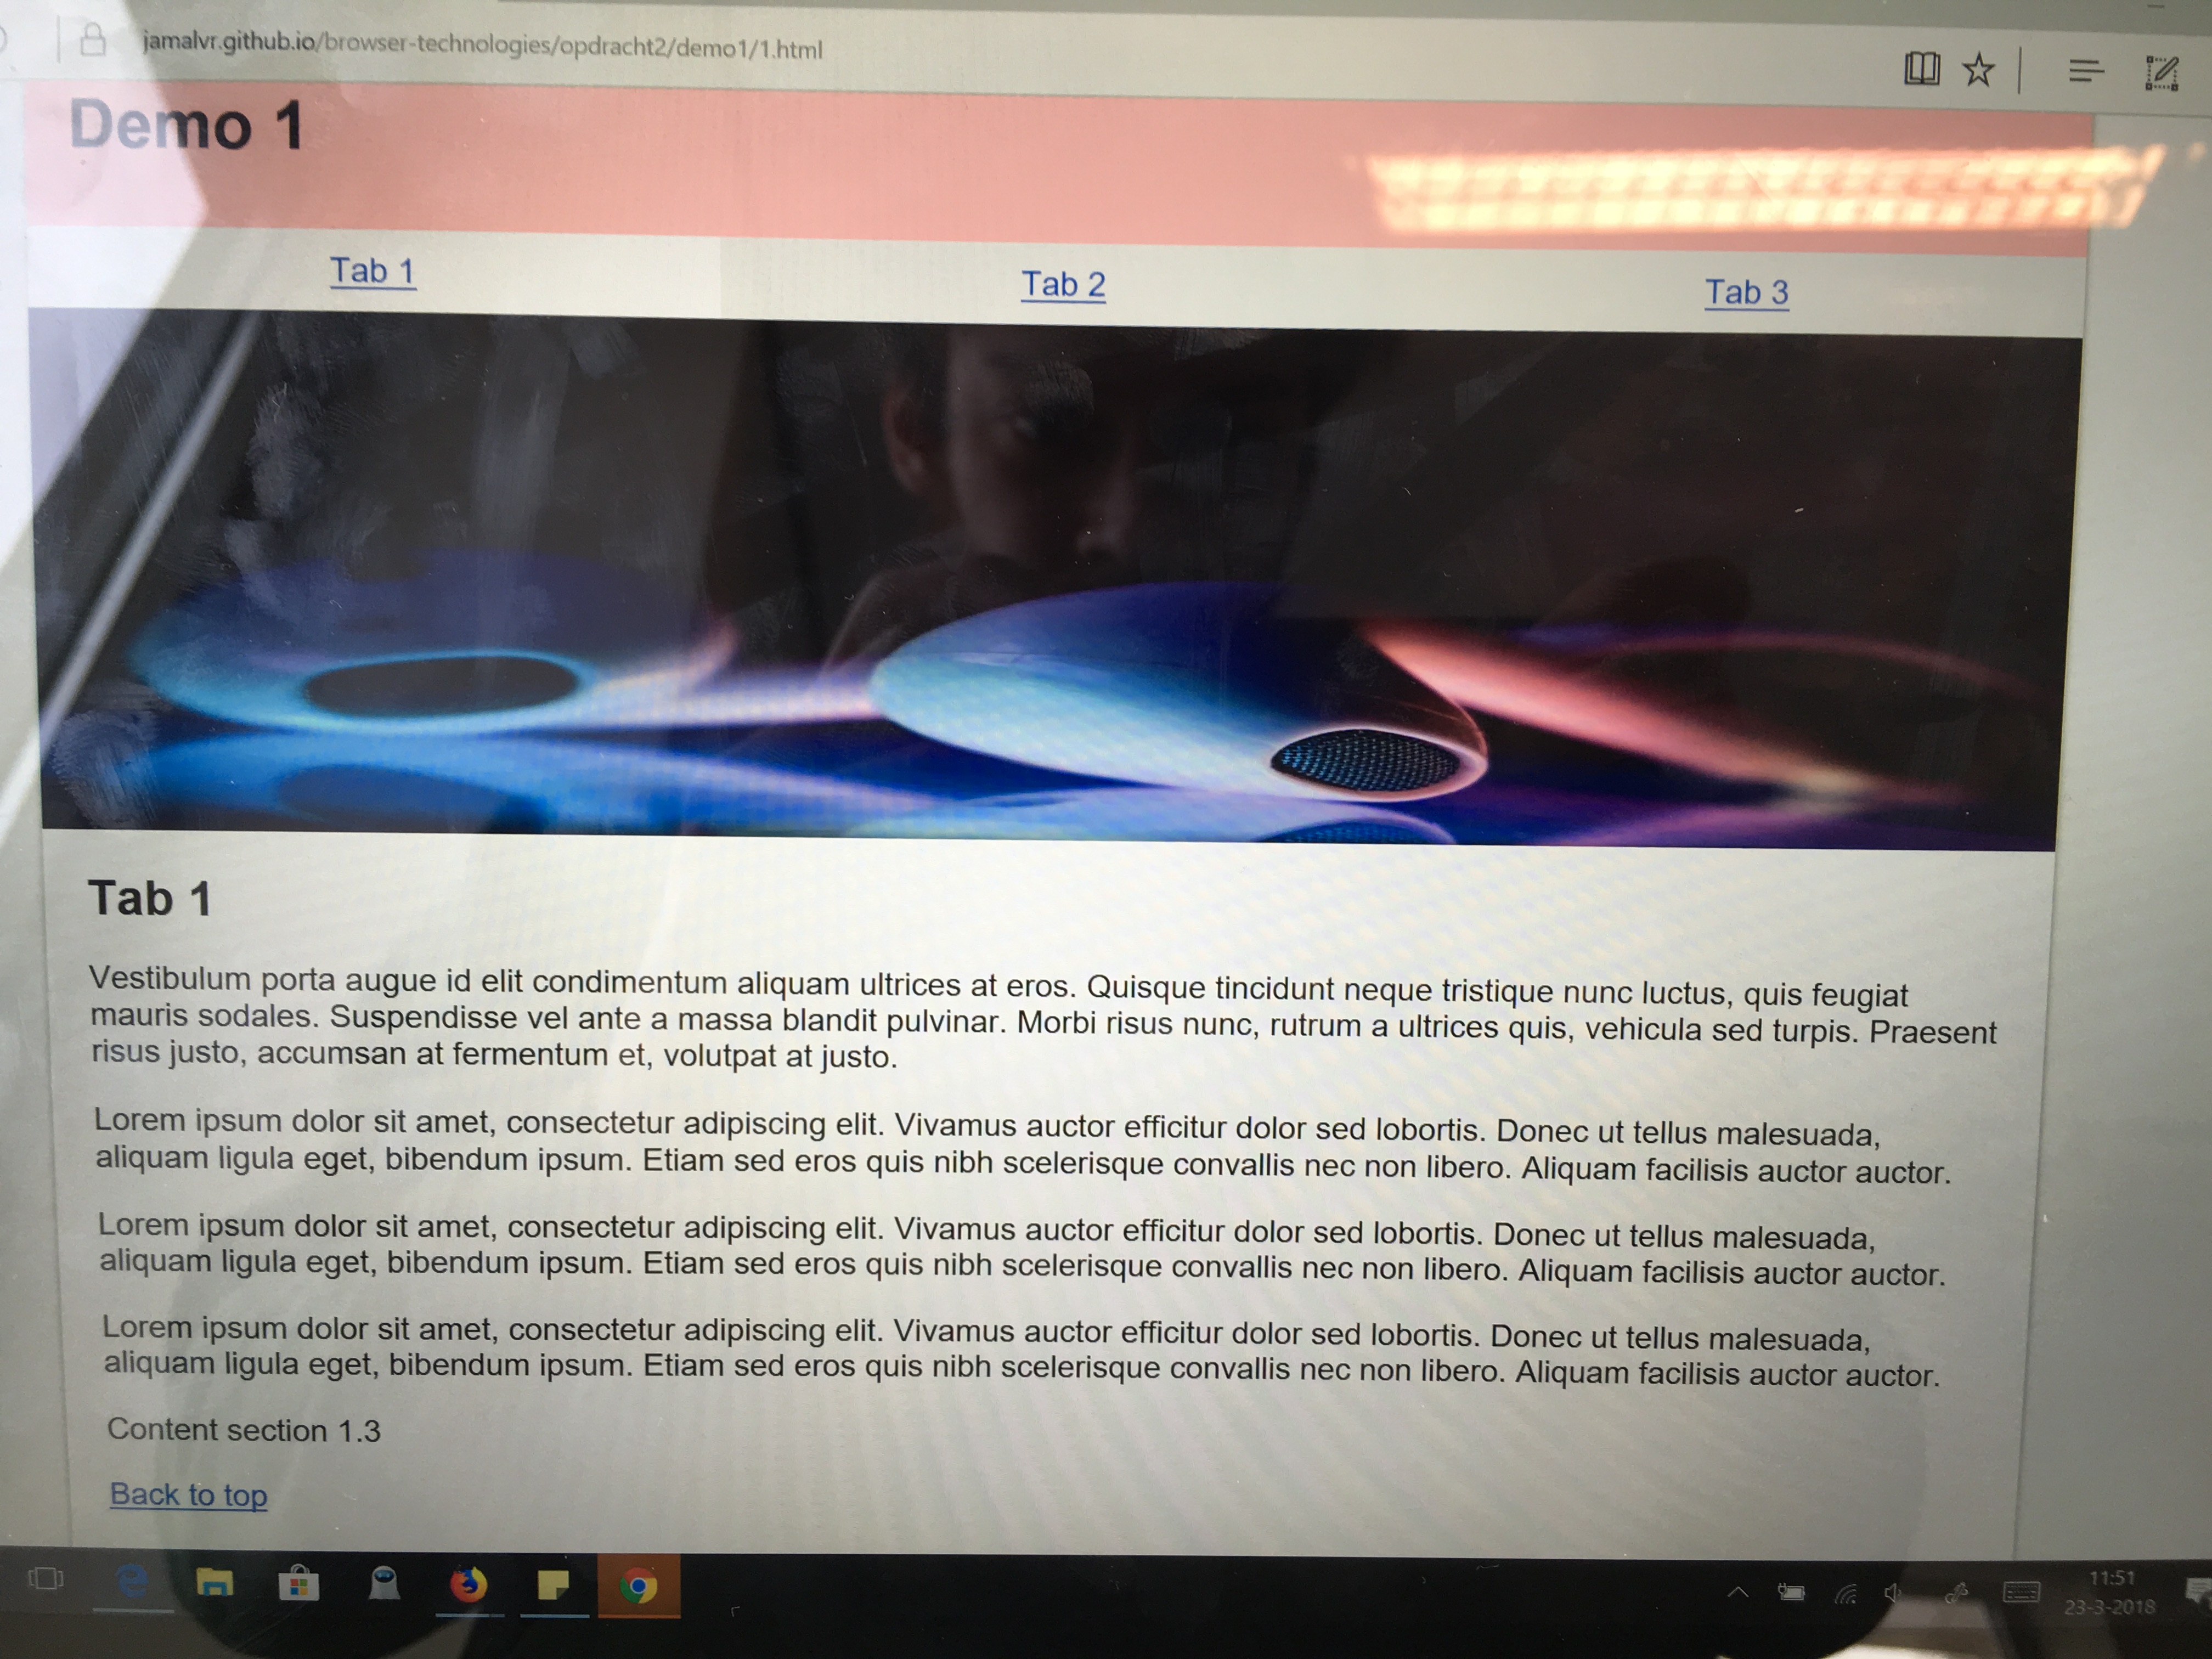 jamalvr.github.io/browser-technologies/opdracht2/demo1/1.html
Demo 1
Tab 1
Tab 2
Tab 3
Tab 1
Vestibulum porta augue id elit condimentum aliquam ultrices at eros. Quisque tincidunt neque tristique nunc luctus, quis feugiat
mauris sodales. Suspendisse vel ante a massa blandit pulvinar. Morbi risus nunc, rutrum a ultrices quis, vehicula sed turpis. Praesent
risus justo, accumsan at fermentum et, volutpat at justo.
Lorem ipsum dolor sit amet, consectetur adipiscing elit. Vivamus auctor efficitur dolor sed lobortis. Donec ut tellus malesuada,
aliquam ligula eget, bibendum ipsum. Etiam sed eros quis nibh scelerisque convallis nec non libero. Aliquam facilisis auctor auctor.
Lorem ipsum dolor sit amet, consectetur adipiscing elit. Vivamus auctor efficitur dolor sed lobortis. Donec ut tellus malesuada,
aliquam ligula eget, bibendum ipsum. Etiam sed eros quis nibh scelerisque convallis nec non libero. Aliquam facilisis auctor auctor.
Lorem ipsum dolor sit amet, consectetur adipiscing elit. Vivamus auctor efficitur dolor sed lobortis. Donec ut tellus malesuada,
aliquam ligula eget, bibendum ipsum. Etiam sed eros quis nibh scelerisque convallis nec non libero. Aliquam facilisis auctor auctor.
Content section 1.3
Back to top
11:51
23-3-2018